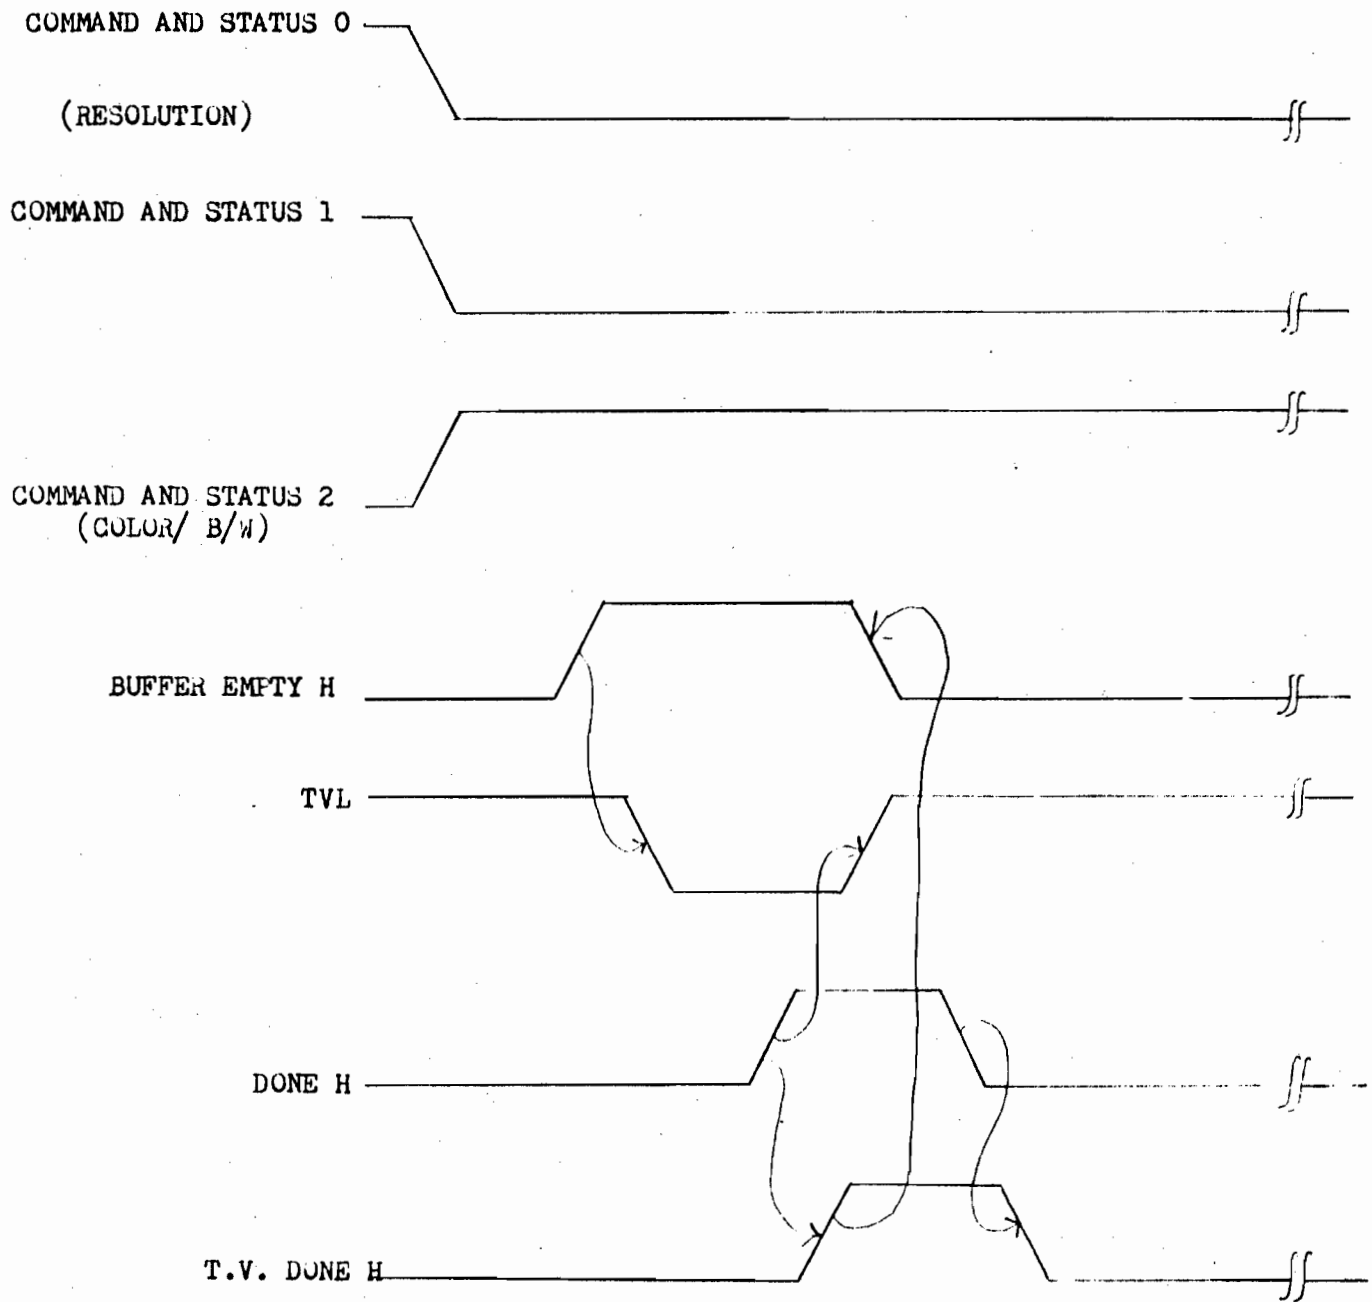 COMMAND AND STATUS 0
(RESOLUTION)
COMMAND AND STATUS 1
COMMAND AND STATUS 2
(COLOR/ B/W)
BUFFER EMPTY H
TVL
DONE H
T.V. DONE H